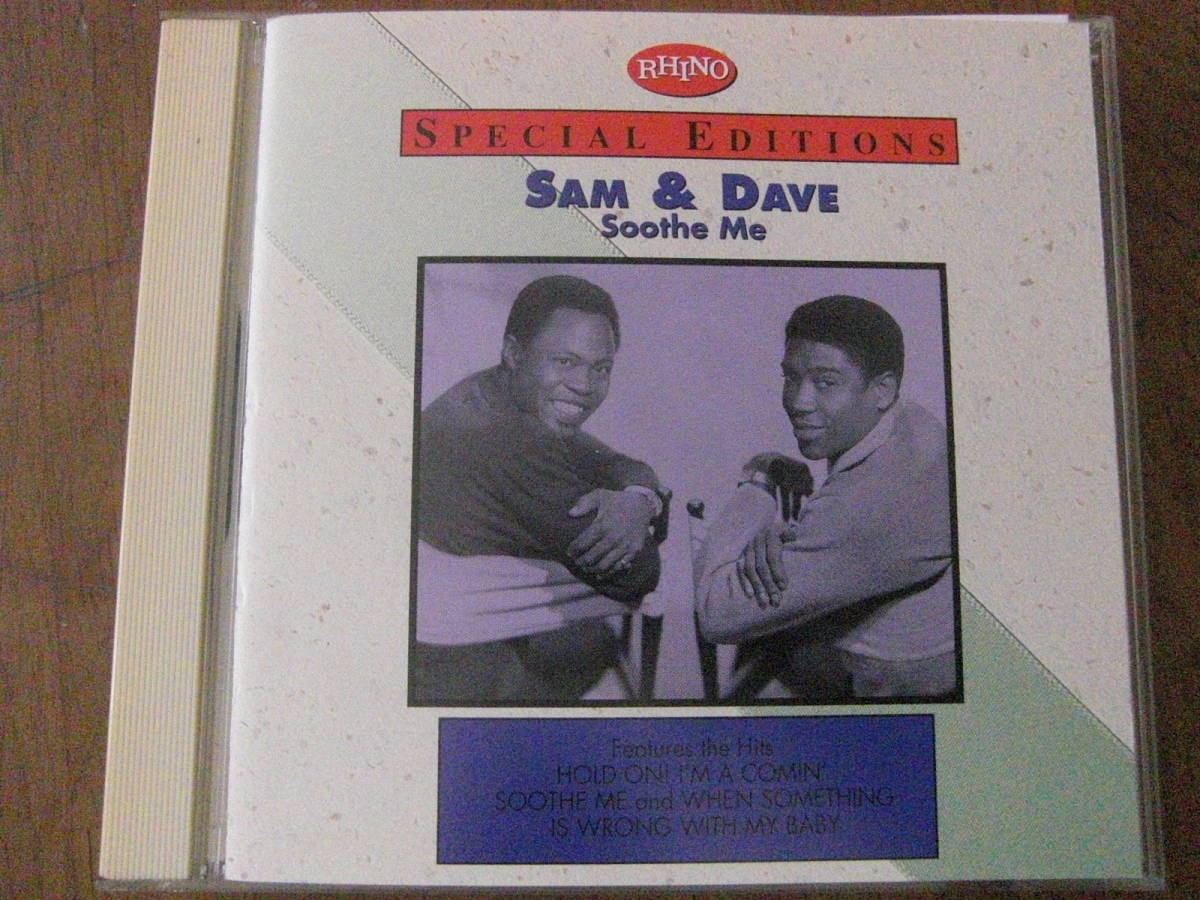 RHINO
SPECIAL EDITIONS
SAM & DAVE
Soothe Me
Features the Hits
HOLD ON! I'M A COMIN'
SOOTHE ME and WHEN SOMETHING
IS WRONG WITH MY BABY